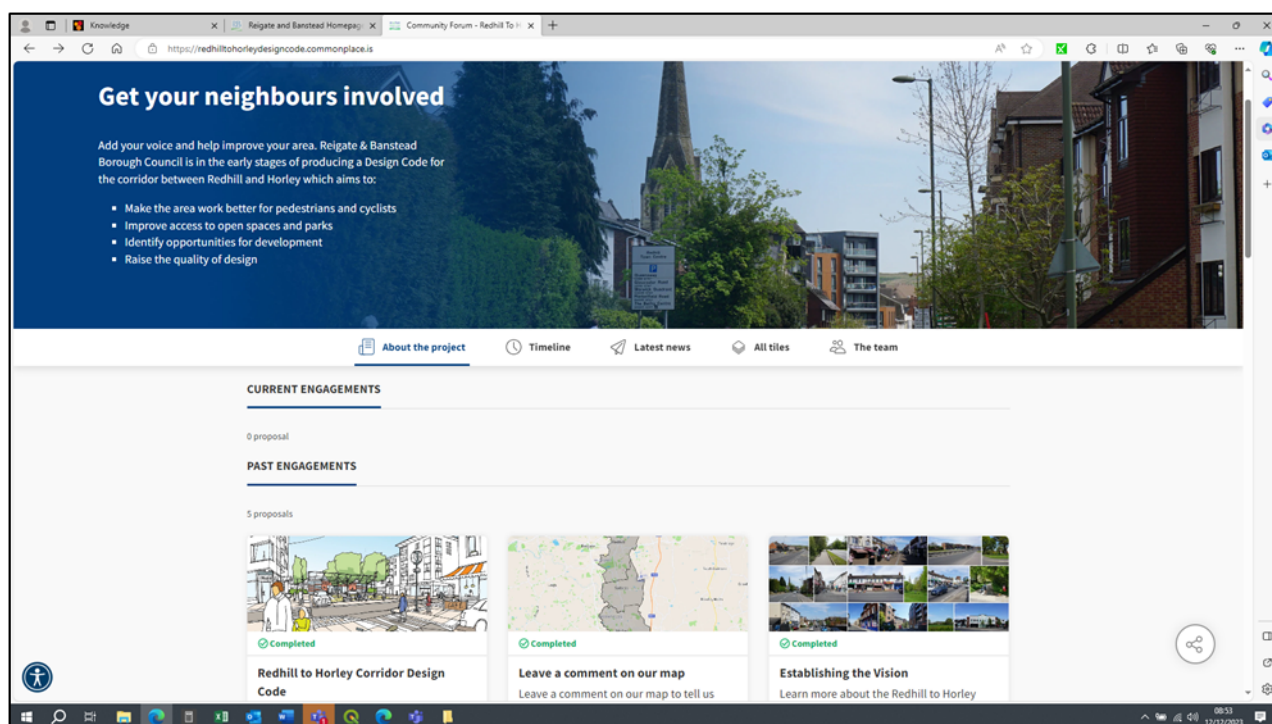 Knowledge
Reigate and Banstead Homepag
Community Forum - Redhill To H
https://redhilltohorleydesigncode.commonplace.is
Get your neighbours involved
Add your voice and help improve your area. Reigate & Banstead
Borough Council is in the early stages of producing a Design Code for
the corridor between Redhill and Horley which aims to:
Make the area work better for pedestrians and cyclists
Improve access to open spaces and parks
Identify opportunities for development
Raise the quality of design
About the project
Timeline
Latest news
All tiles
The team
CURRENT ENGAGEMENTS
0 proposal
PAST ENGAGEMENTS
5 proposals
Completed
Completed
Completed
Redhill to Horley Corridor Design
Code
Leave a comment on our map
Leave a comment on our map to tell us
Establishing the Vision
Learn more about the Redhill to Horley
08:53
12/12/2023